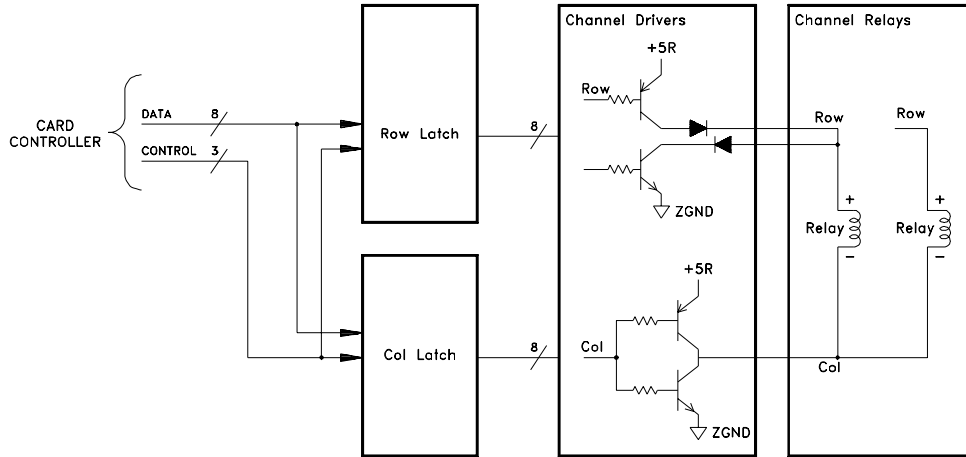 CARD
CONTROLLER
DATA
8
CONTROL
3
Row Latch
8
Col Latch
8
Channel Drivers
+5R
Row
ZGND
+5R
Col
ZGND
Channel Relays
Row
Row
+
Relay
−
+
Relay
−
Col